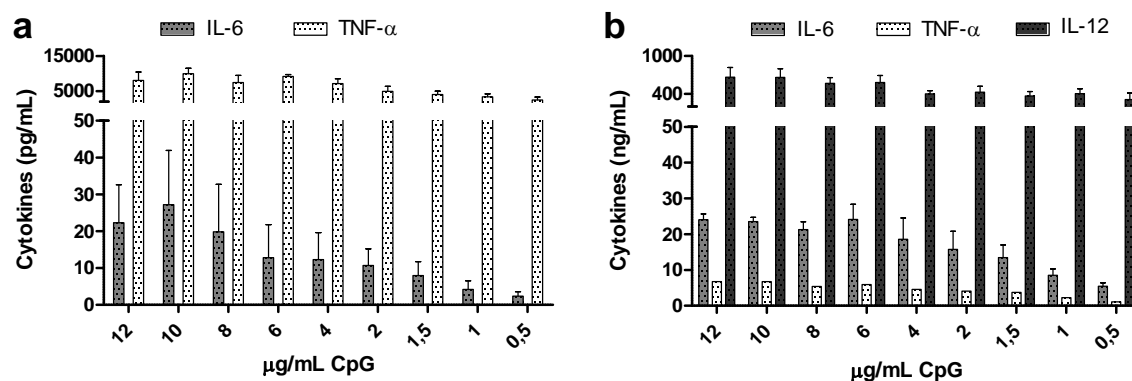 a
IL-6 TNF-α
Cytokines (pg/mL)
15000
5000
50
40
30
20
10
0
12 10 8 6 4 2 1,5 1 0,5
μg/mL CpG
b
IL-6 TNF-α IL-12
Cytokines (ng/mL)
1000
400
50
40
30
20
10
0
12 10 8 6 4 2 1,5 1 0,5
μg/mL CpG